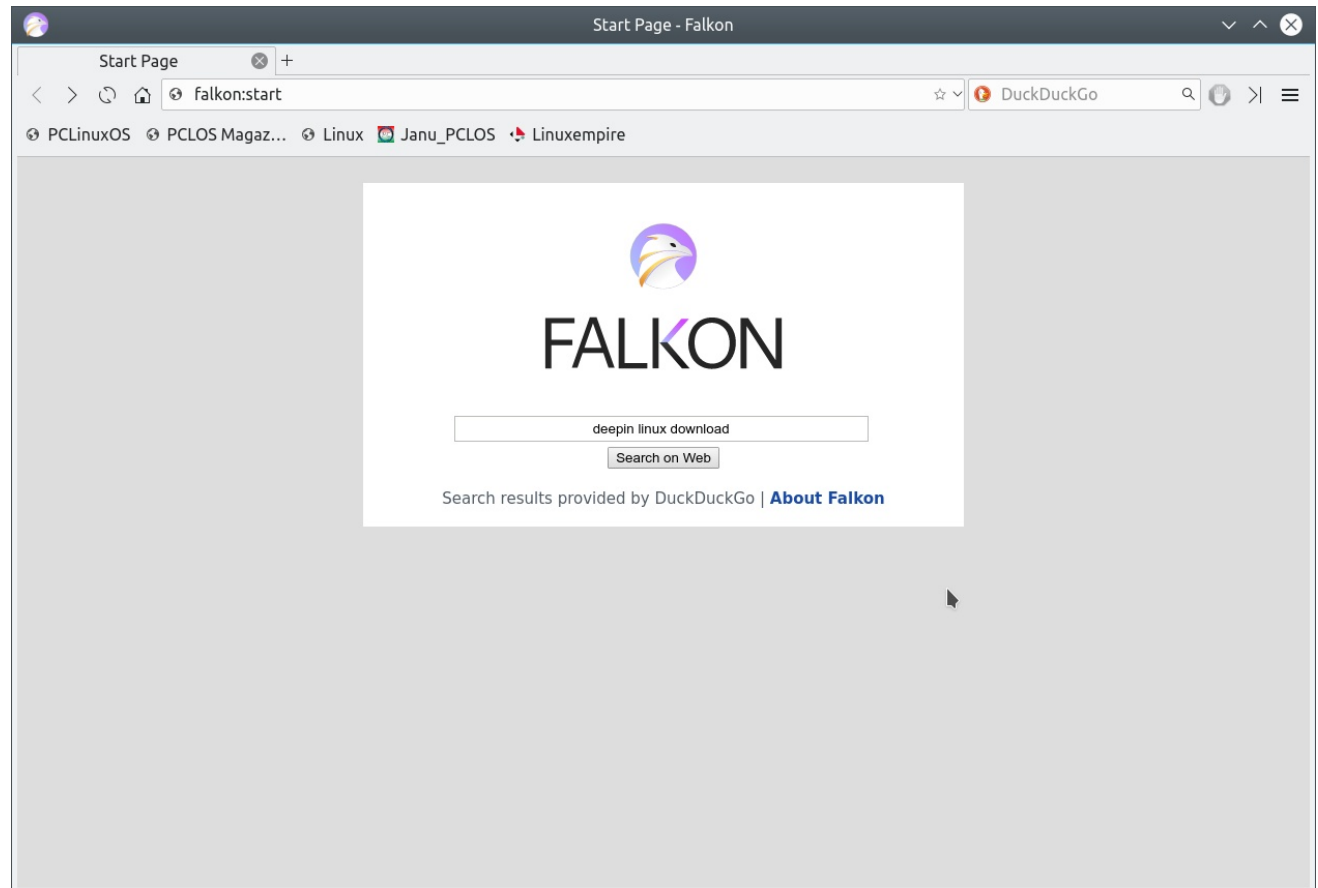 Start Page - Falkon
Start Page
falkon:start
DuckDuckGo
PCLinuxOS PCLOS Magaz... Linux Janu_PCLOS Linuxempire
FALKON
deepin linux download
Search on Web
Search results provided by DuckDuckGo | About Falkon